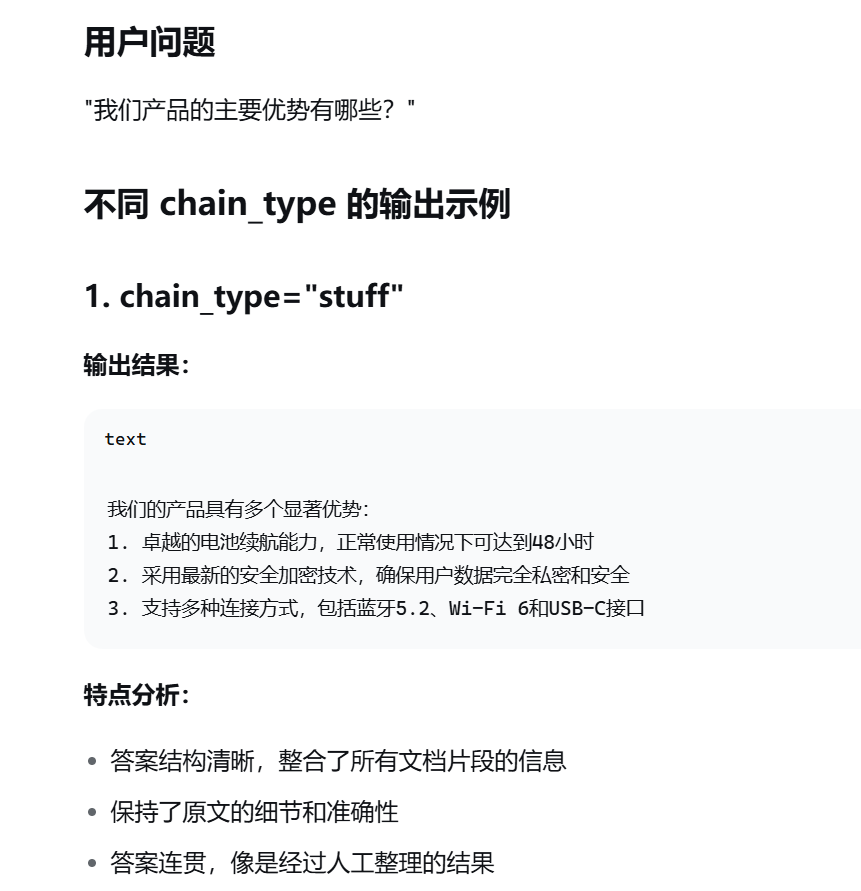 用户问题
"我们产品的主要优势有哪些？"
不同 chain_type 的输出示例
1. chain_type="stuff"
输出结果：
text
我们的产品具有多个显著优势：
1. 卓越的电池续航能力，正常使用情况下可达到48小时
2. 采用最新的安全加密技术，确保用户数据完全私密和安全
3. 支持多种连接方式，包括蓝牙5.2、Wi-Fi 6和USB-C接口
特点分析：
• 答案结构清晰，整合了所有文档片段的信息
• 保持了原文的细节和准确性
• 答案连贯，像是经过人工整理的结果